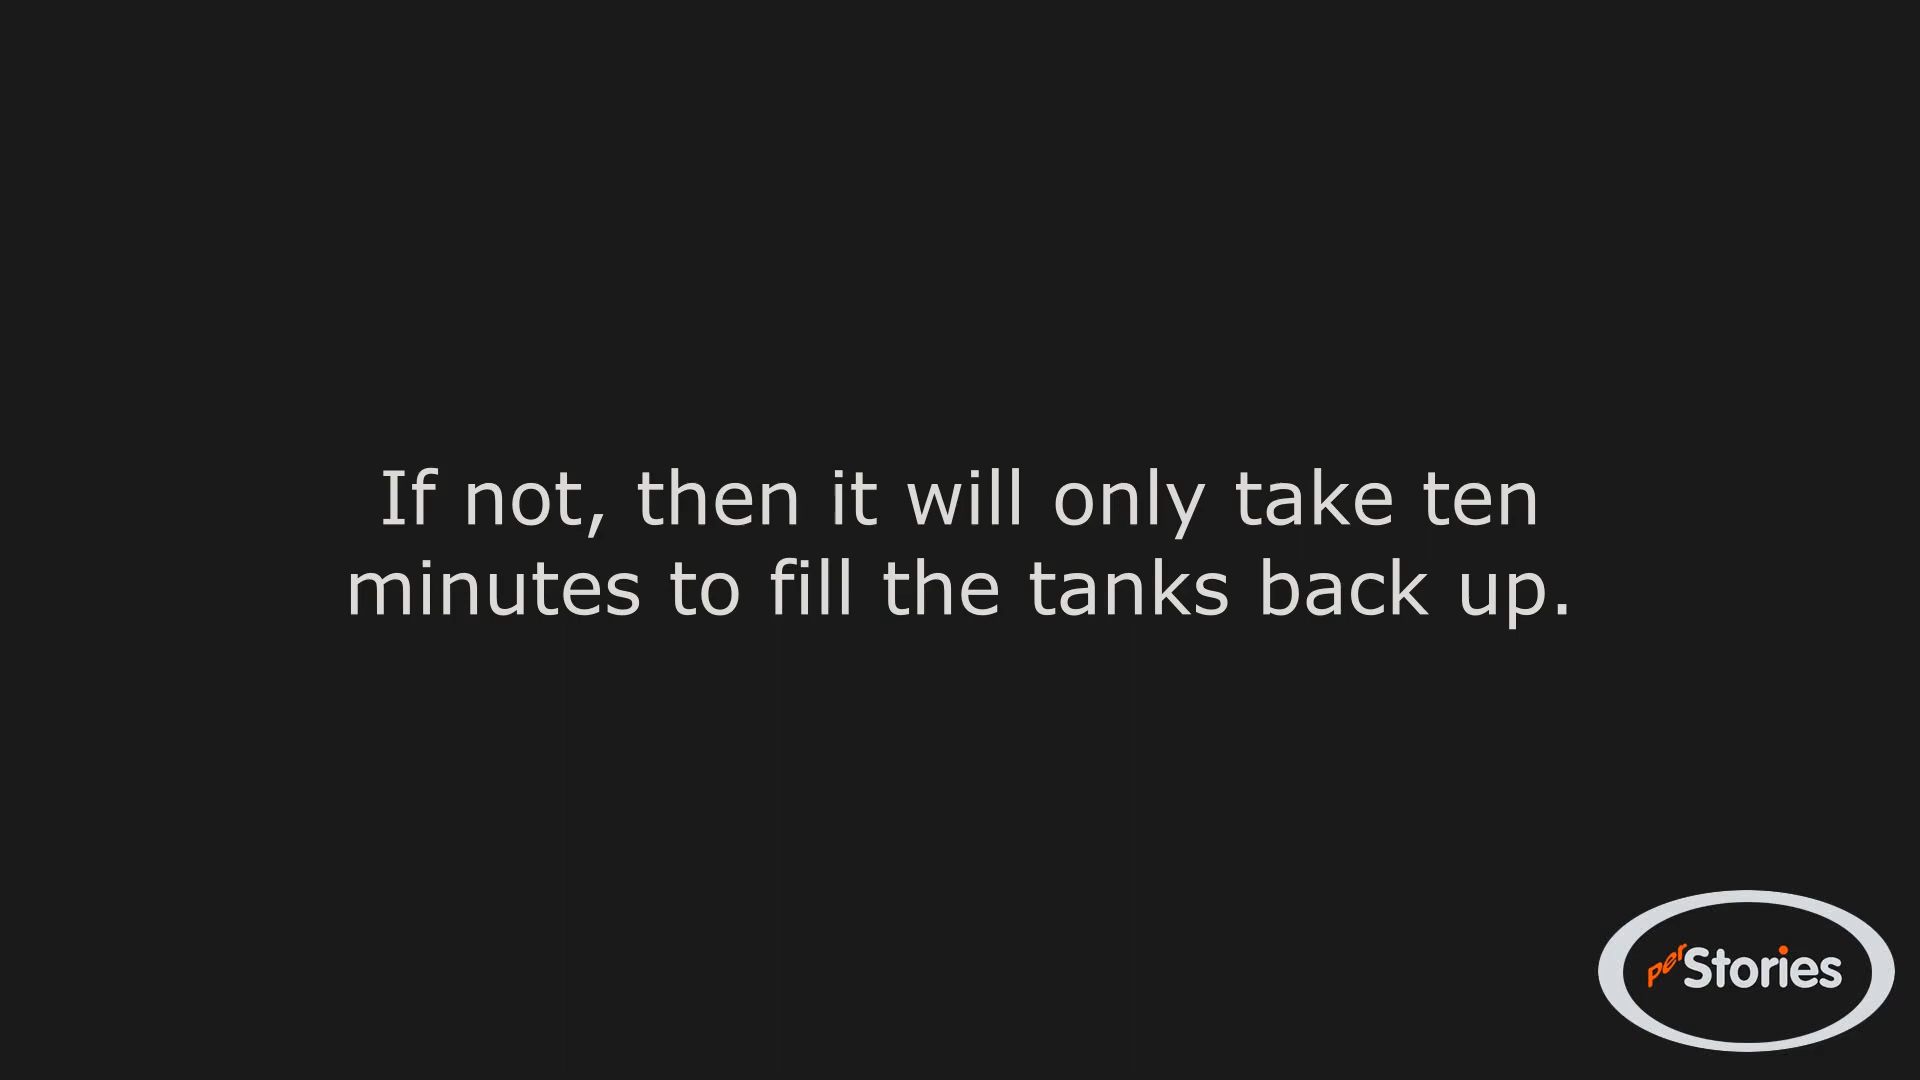 If not, then it will only take ten
minutes to fill the tanks back up.
perStories